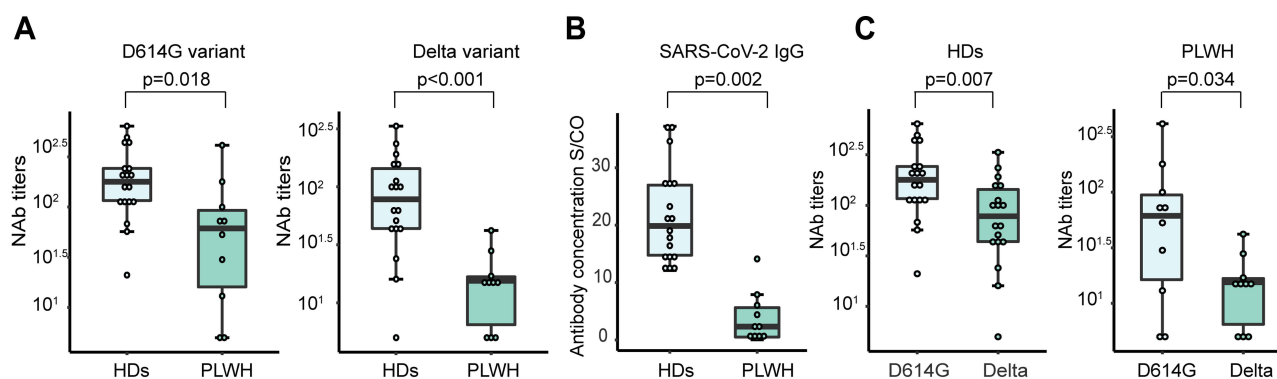 A
B
C
D614G variant
Delta variant
SARS-CoV-2 IgG
HDs
PLWH
p=0.018
p<0.001
p=0.002
p=0.007
p=0.034
NAb titers
10^2.5
10^2
10^1.5
10^1
HDs
PLWH
NAb titers
10^2.5
10^2
10^1.5
10^1
HDs
PLWH
Antibody concentration S/CO
30
20
10
0
HDs
PLWH
NAb titers
10^2.5
10^2
10^1.5
10^1
D614G
Delta
NAb titers
10^2.5
10^2
10^1.5
10^1
D614G
Delta